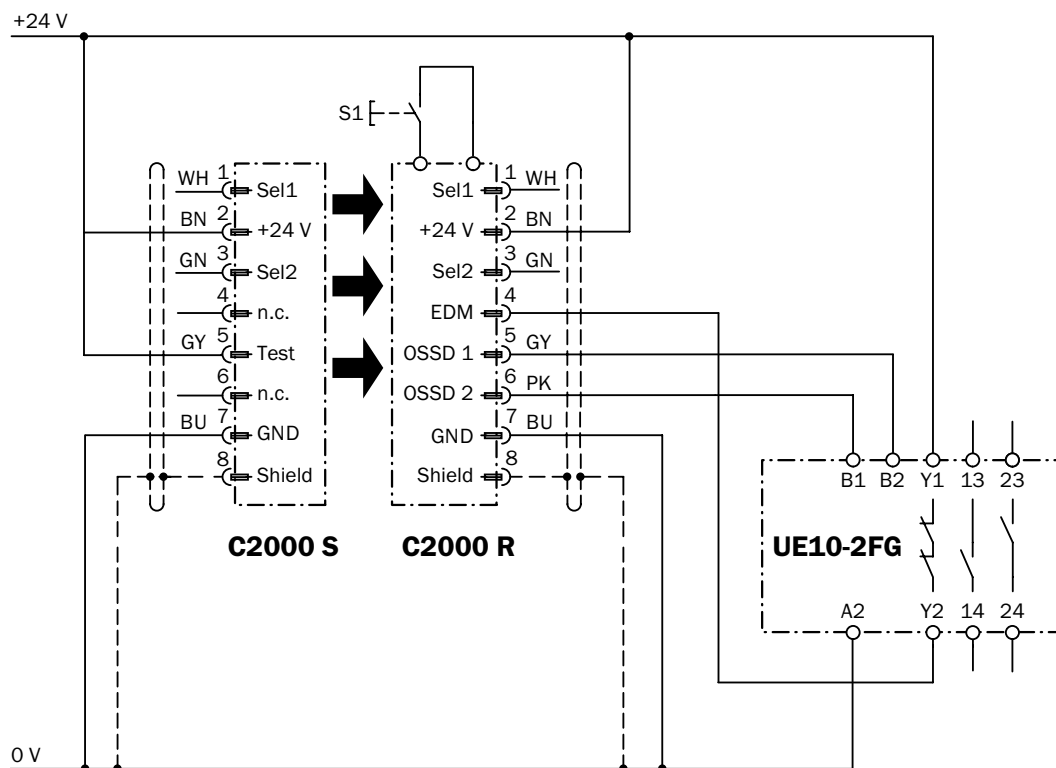 +24 V
S1
WH 1 Sel1
BN 2 +24 V
GN 3 Sel2
4 n.c.
GY 5 Test
6 n.c.
BU 7 GND
8 Shield
C2000 S
Sel1 1 WH
+24 V 2 BN
Sel2 3 GN
EDM 4
OSSD 1 5 GY
OSSD 2 6 PK
GND 7 BU
Shield 8
C2000 R
B1 B2 Y1 13 23
UE10-2FG
A2 Y2 14 24
0 V